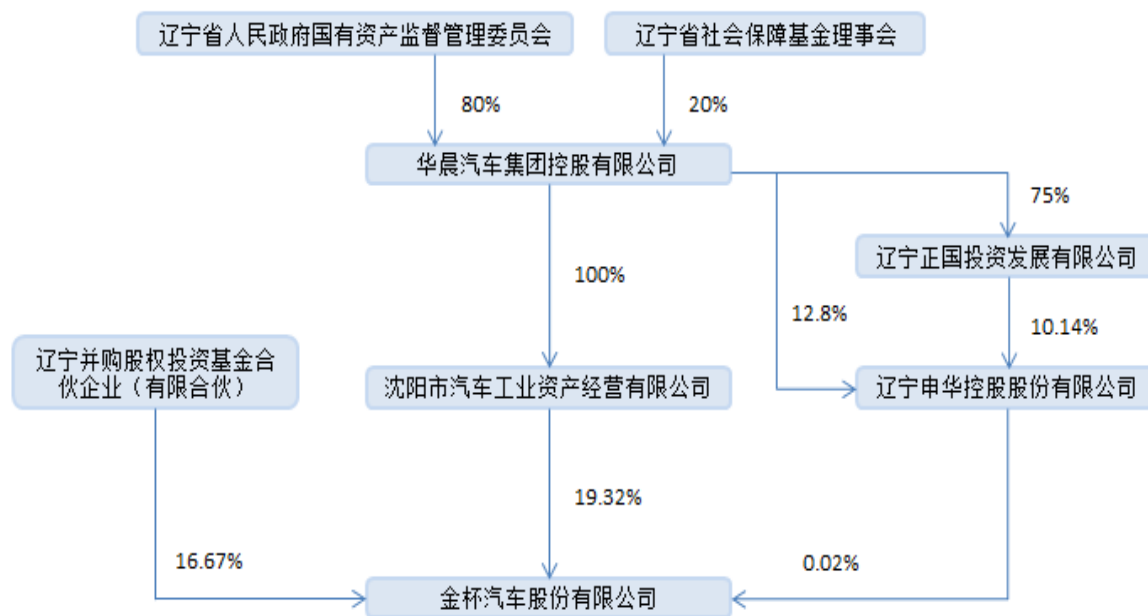 辽宁省人民政府国有资产监督管理委员会
辽宁省社会保障基金理事会
80%
20%
华晨汽车集团控股有限公司
75%
辽宁正国投资发展有限公司
100%
12.8%
10.14%
辽宁并购股权投资基金合
伙企业（有限合伙）
沈阳市汽车工业资产经营有限公司
辽宁申华控股股份有限公司
19.32%
16.67%
0.02%
金杯汽车股份有限公司